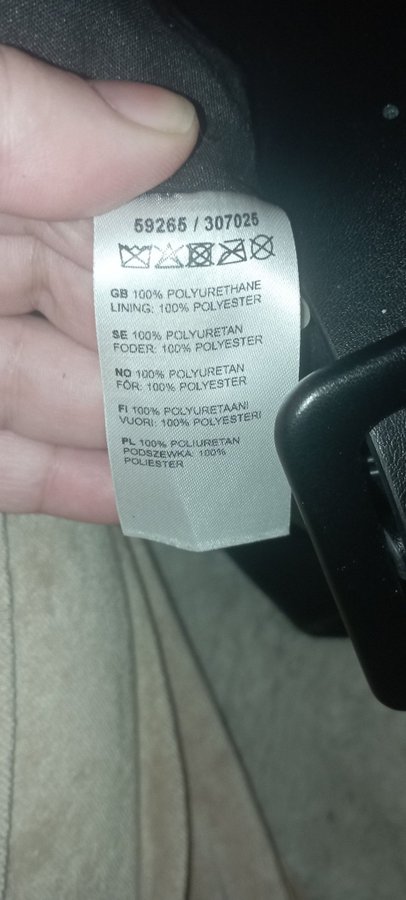 59265 / 307025
GB 100% POLYURETHANE
LINING: 100% POLYESTER
SE 100% POLYURETAN
FODER: 100% POLYESTER
NO 100% POLYURETAN
FÔR: 100% POLYESTER
FI 100% POLYURETAANI
VUORI: 100% POLYESTERI
PL 100% POLIURETAN
PODSZEWKA: 100%
POLIESTER